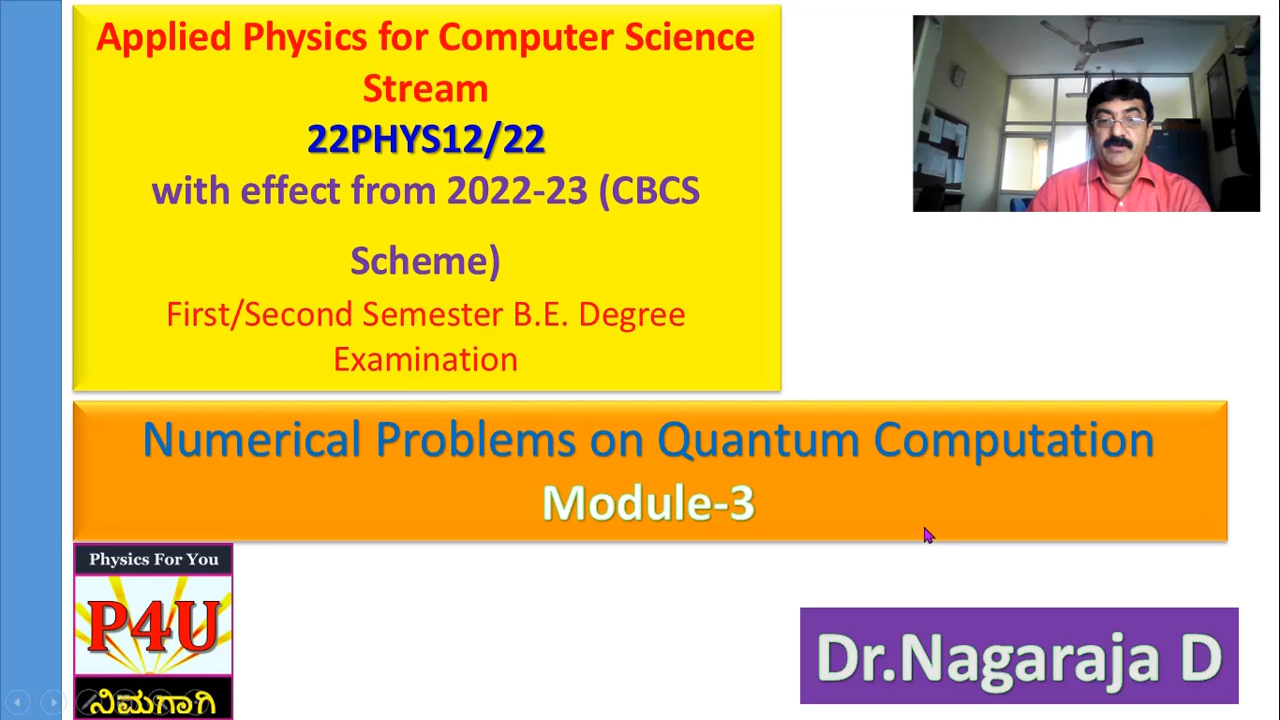 Applied Physics for Computer Science
Stream
22PHYS12/22
with effect from 2022-23 (CBCS
Scheme)
First/Second Semester B.E. Degree
Examination
Numerical Problems on Quantum Computation
Module-3
Physics For You
P4U
ನಿಮಗಾಗಿ
Dr.Nagaraja D